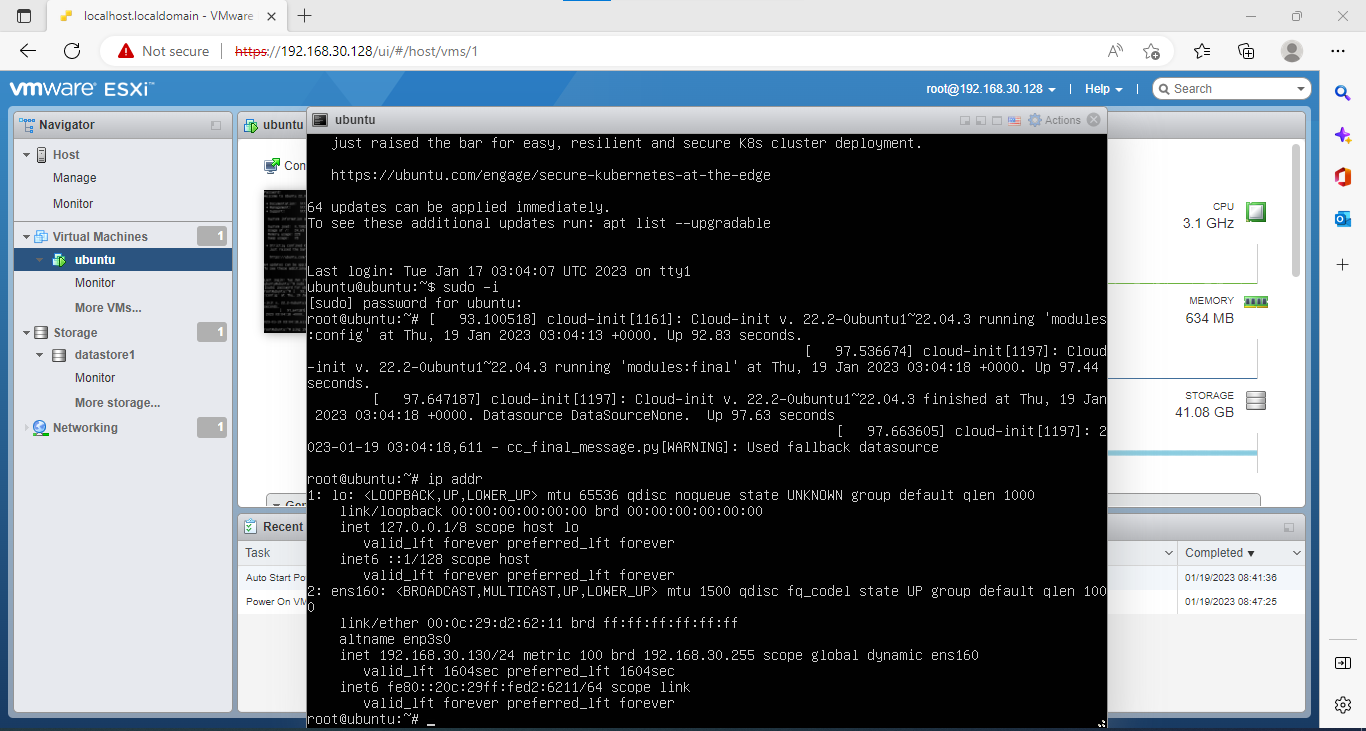 localhost.localdomain - VMware
Not secure
https://192.168.30.128/ui/#/host/vms/1
vmware ESXi™
root@192.168.30.128
Help
Search
Navigator
Host
Manage
Monitor
Virtual Machines 1
ubuntu
Monitor
More VMs...
Storage 1
datastore1
Monitor
More storage...
Networking 1
ubuntu
CPU
3.1 GHz
MEMORY
634 MB
STORAGE
41.08 GB
Recent
Task
Completed
Auto Start Po
01/19/2023 08:41:36
Power On VM
01/19/2023 08:47:25
ubuntu
Actions
just raised the bar for easy, resilient and secure K8s cluster deployment.
https://ubuntu.com/engage/secure-kubernetes-at-the-edge
64 updates can be applied immediately.
To see these additional updates run: apt list --upgradable
Last login: Tue Jan 17 03:04:07 UTC 2023 on tty1
ubuntu@ubuntu:~$ sudo -i
[sudo] password for ubuntu:
root@ubuntu:~# [   93.100518] cloud-init[1161]: Cloud-init v. 22.2-0ubuntu1~22.04.3 running 'modules
:config' at Thu, 19 Jan 2023 03:04:13 +0000. Up 92.83 seconds.
[   97.536674] cloud-init[1197]: Cloud
-init v. 22.2-0ubuntu1~22.04.3 running 'modules:final' at Thu, 19 Jan 2023 03:04:18 +0000. Up 97.44
seconds.
[   97.647187] cloud-init[1197]: Cloud-init v. 22.2-0ubuntu1~22.04.3 finished at Thu, 19 Jan
2023 03:04:18 +0000. Datasource DataSourceNone.  Up 97.63 seconds
[   97.663605] cloud-init[1197]: 2
023-01-19 03:04:18,611 - cc_final_message.py[WARNING]: Used fallback datasource
root@ubuntu:~# ip addr
1: lo: <LOOPBACK,UP,LOWER_UP> mtu 65536 qdisc noqueue state UNKNOWN group default qlen 1000
link/loopback 00:00:00:00:00:00 brd 00:00:00:00:00:00
inet 127.0.0.1/8 scope host lo
valid_lft forever preferred_lft forever
inet6 ::1/128 scope host
valid_lft forever preferred_lft forever
2: ens160: <BROADCAST,MULTICAST,UP,LOWER_UP> mtu 1500 qdisc fq_codel state UP group default qlen 100
0
link/ether 00:0c:29:d2:62:11 brd ff:ff:ff:ff:ff:ff
altname enp3s0
inet 192.168.30.130/24 metric 100 brd 192.168.30.255 scope global dynamic ens160
valid_lft 1604sec preferred_lft 1604sec
inet6 fe80::20c:29ff:fed2:6211/64 scope link
valid_lft forever preferred_lft forever
root@ubuntu:~# _